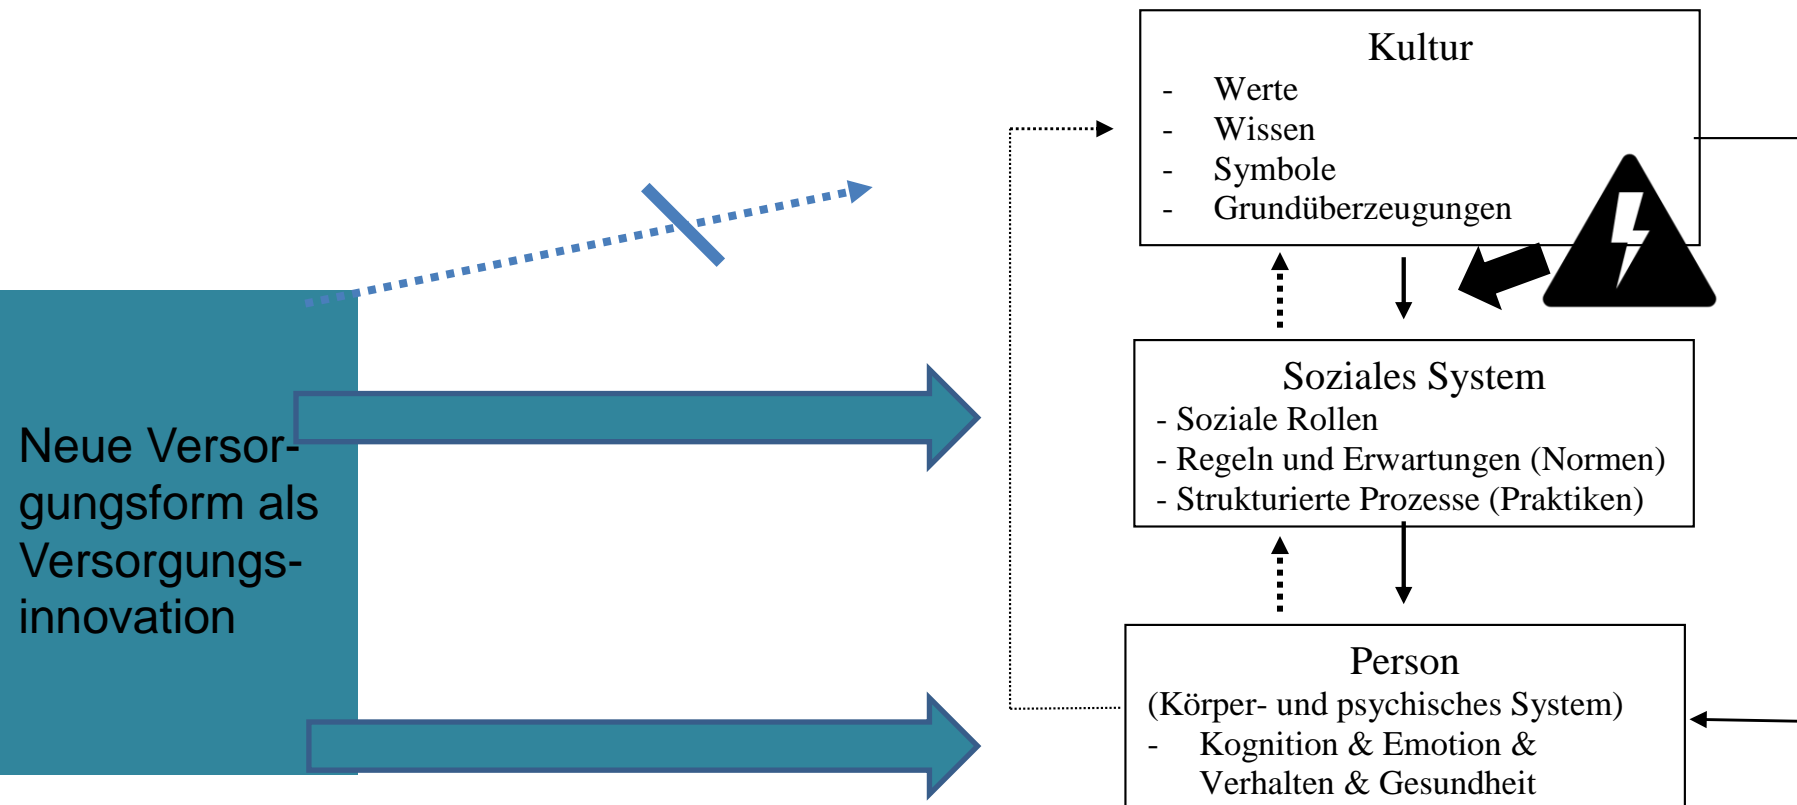 Neue Versor-
gungsform als
Versorgungs-
innovation
Kultur
- Werte
- Wissen
- Symbole
- Grundüberzeugungen
Soziales System
- Soziale Rollen
- Regeln und Erwartungen (Normen)
- Strukturierte Prozesse (Praktiken)
Person
(Körper- und psychisches System)
- Kognition & Emotion &
Verhalten & Gesundheit